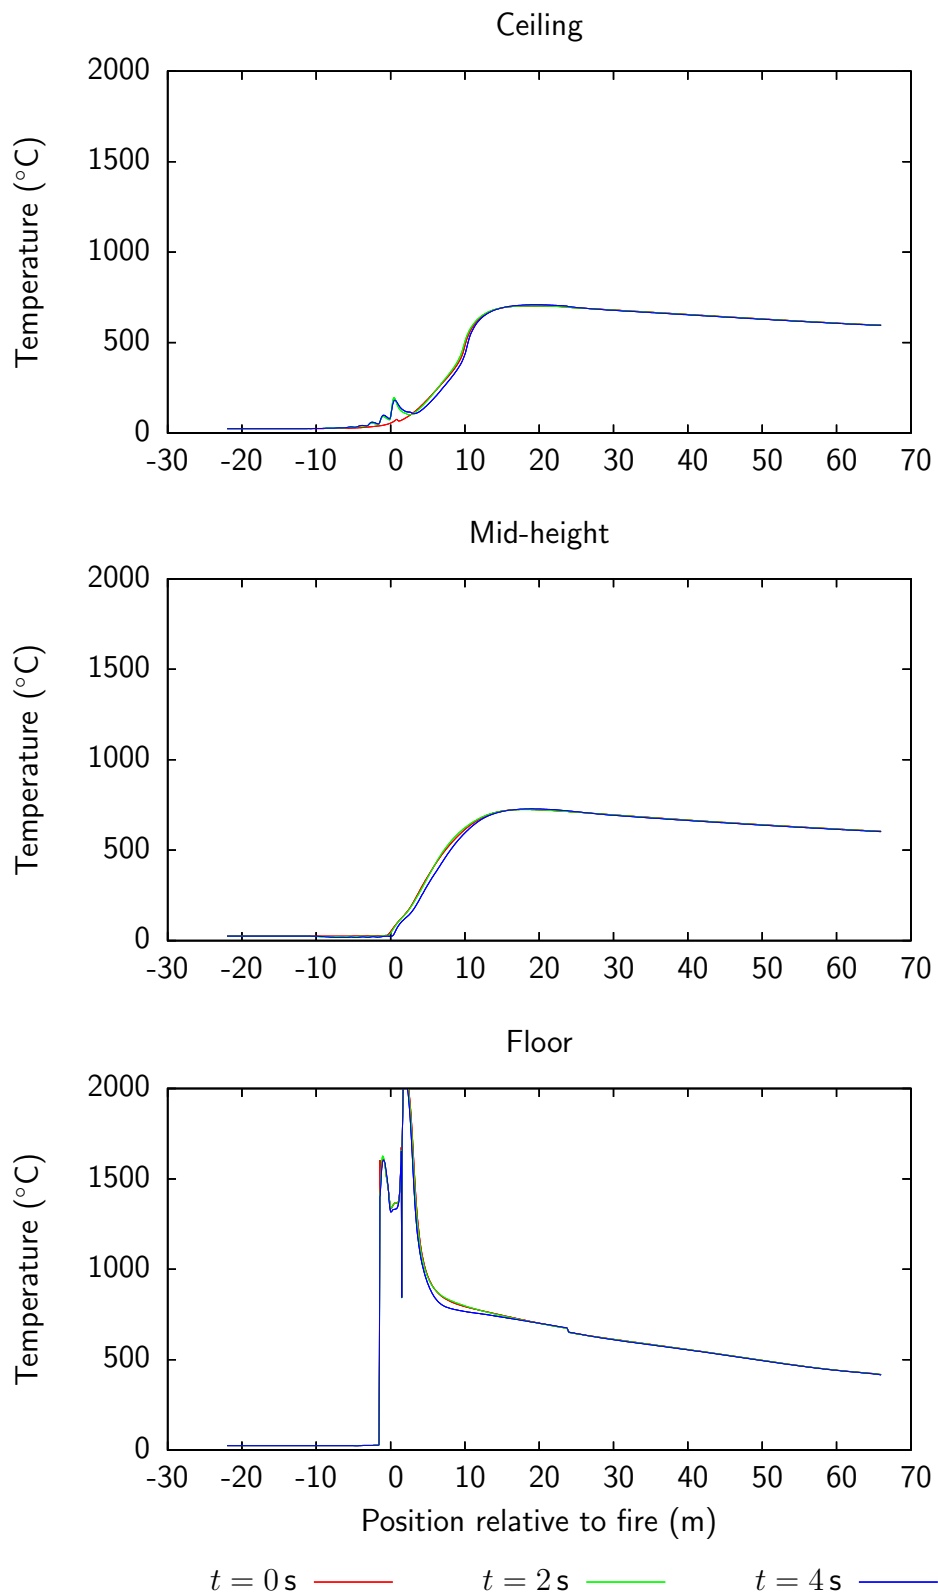 Ceiling
2000
1500
1000
500
0
Temperature (°C)
-30 -20 -10 0 10 20 30 40 50 60 70
Mid-height
2000
1500
1000
500
0
Temperature (°C)
-30 -20 -10 0 10 20 30 40 50 60 70
Floor
2000
1500
1000
500
0
Temperature (°C)
-30 -20 -10 0 10 20 30 40 50 60 70
Position relative to fire (m)
t = 0 s t = 2 s t = 4 s